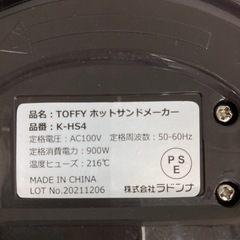 品名：TOFFY ホットサンドメーカー
品番：K-HS4
定格電圧：AC100V 定格周波数：50-60Hz
定格消費電力：900W
温度ヒューズ：216℃
PSE
MADE IN CHINA
LOT No.20211206 株式会社ラドンナ